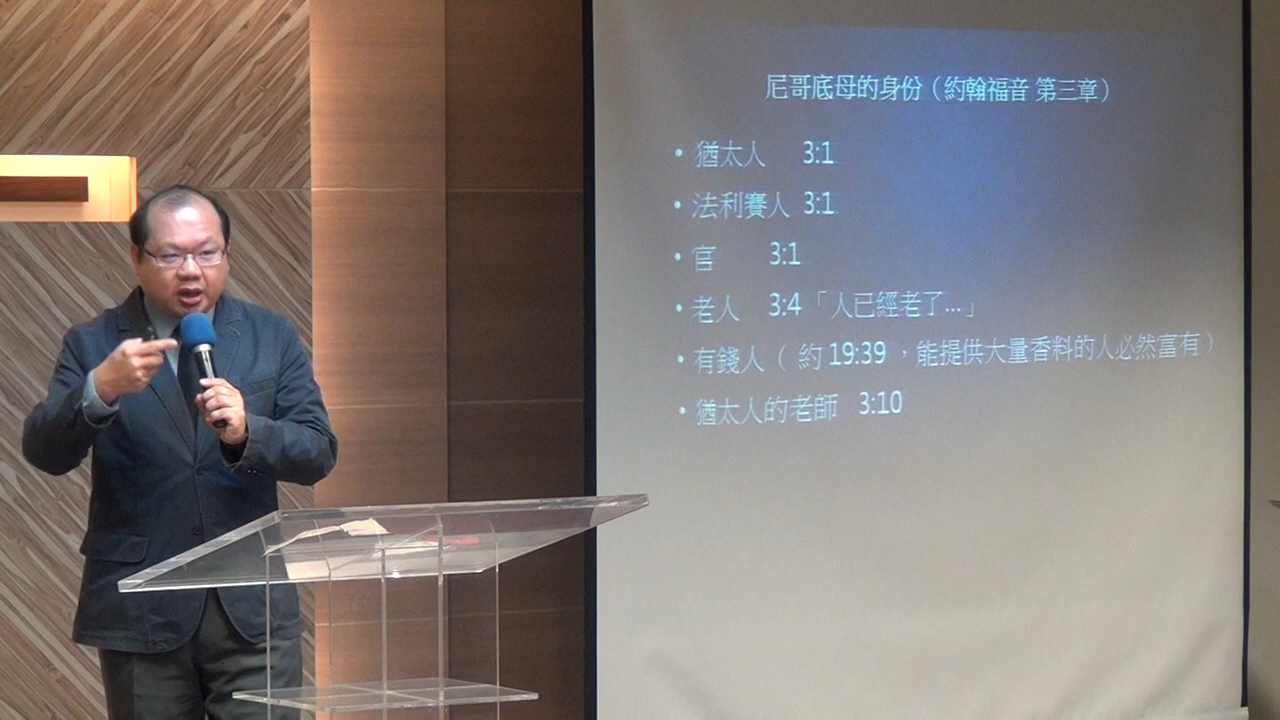 尼哥底母的身份（約翰福音 第三章）
• 猶太人 3:1
• 法利賽人 3:1
• 官 3:1
• 老人 3:4「人已經老了...」
• 有錢人（ 約 19:39 ，能提供大量香料的人必然富有）
• 猶太人的老師 3:10